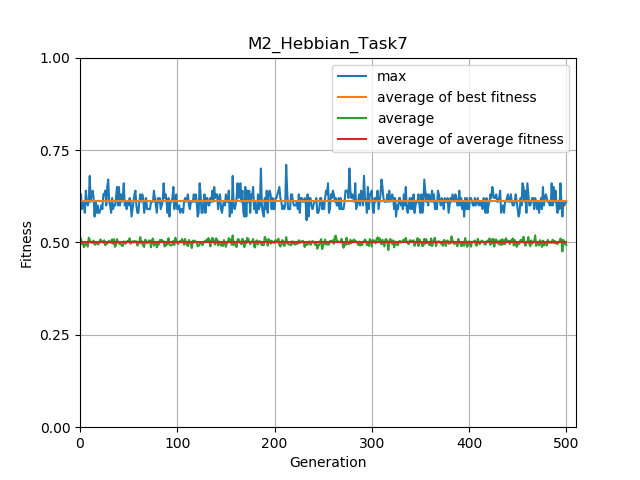 M2_Hebbian_Task7
max
average of best fitness
average
average of average fitness
1.00
0.75
0.50
0.25
0.00
Fitness
0 100 200 300 400 500
Generation